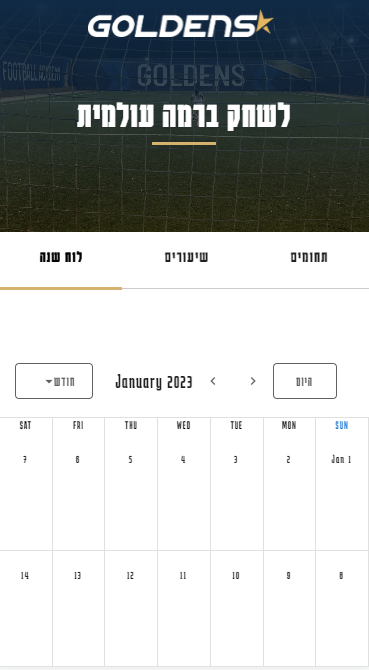 GOLDENS
FOOTBALL ACADEMY
GOLDENS
לשחק ברמה עולמית
תחומים
שיעורים
לוח שנה
היום
January 2023
חודש
SUN MON TUE WED THU FRI SAT
Jan 1 2 3 4 5 6 7
8 9 10 11 12 13 14